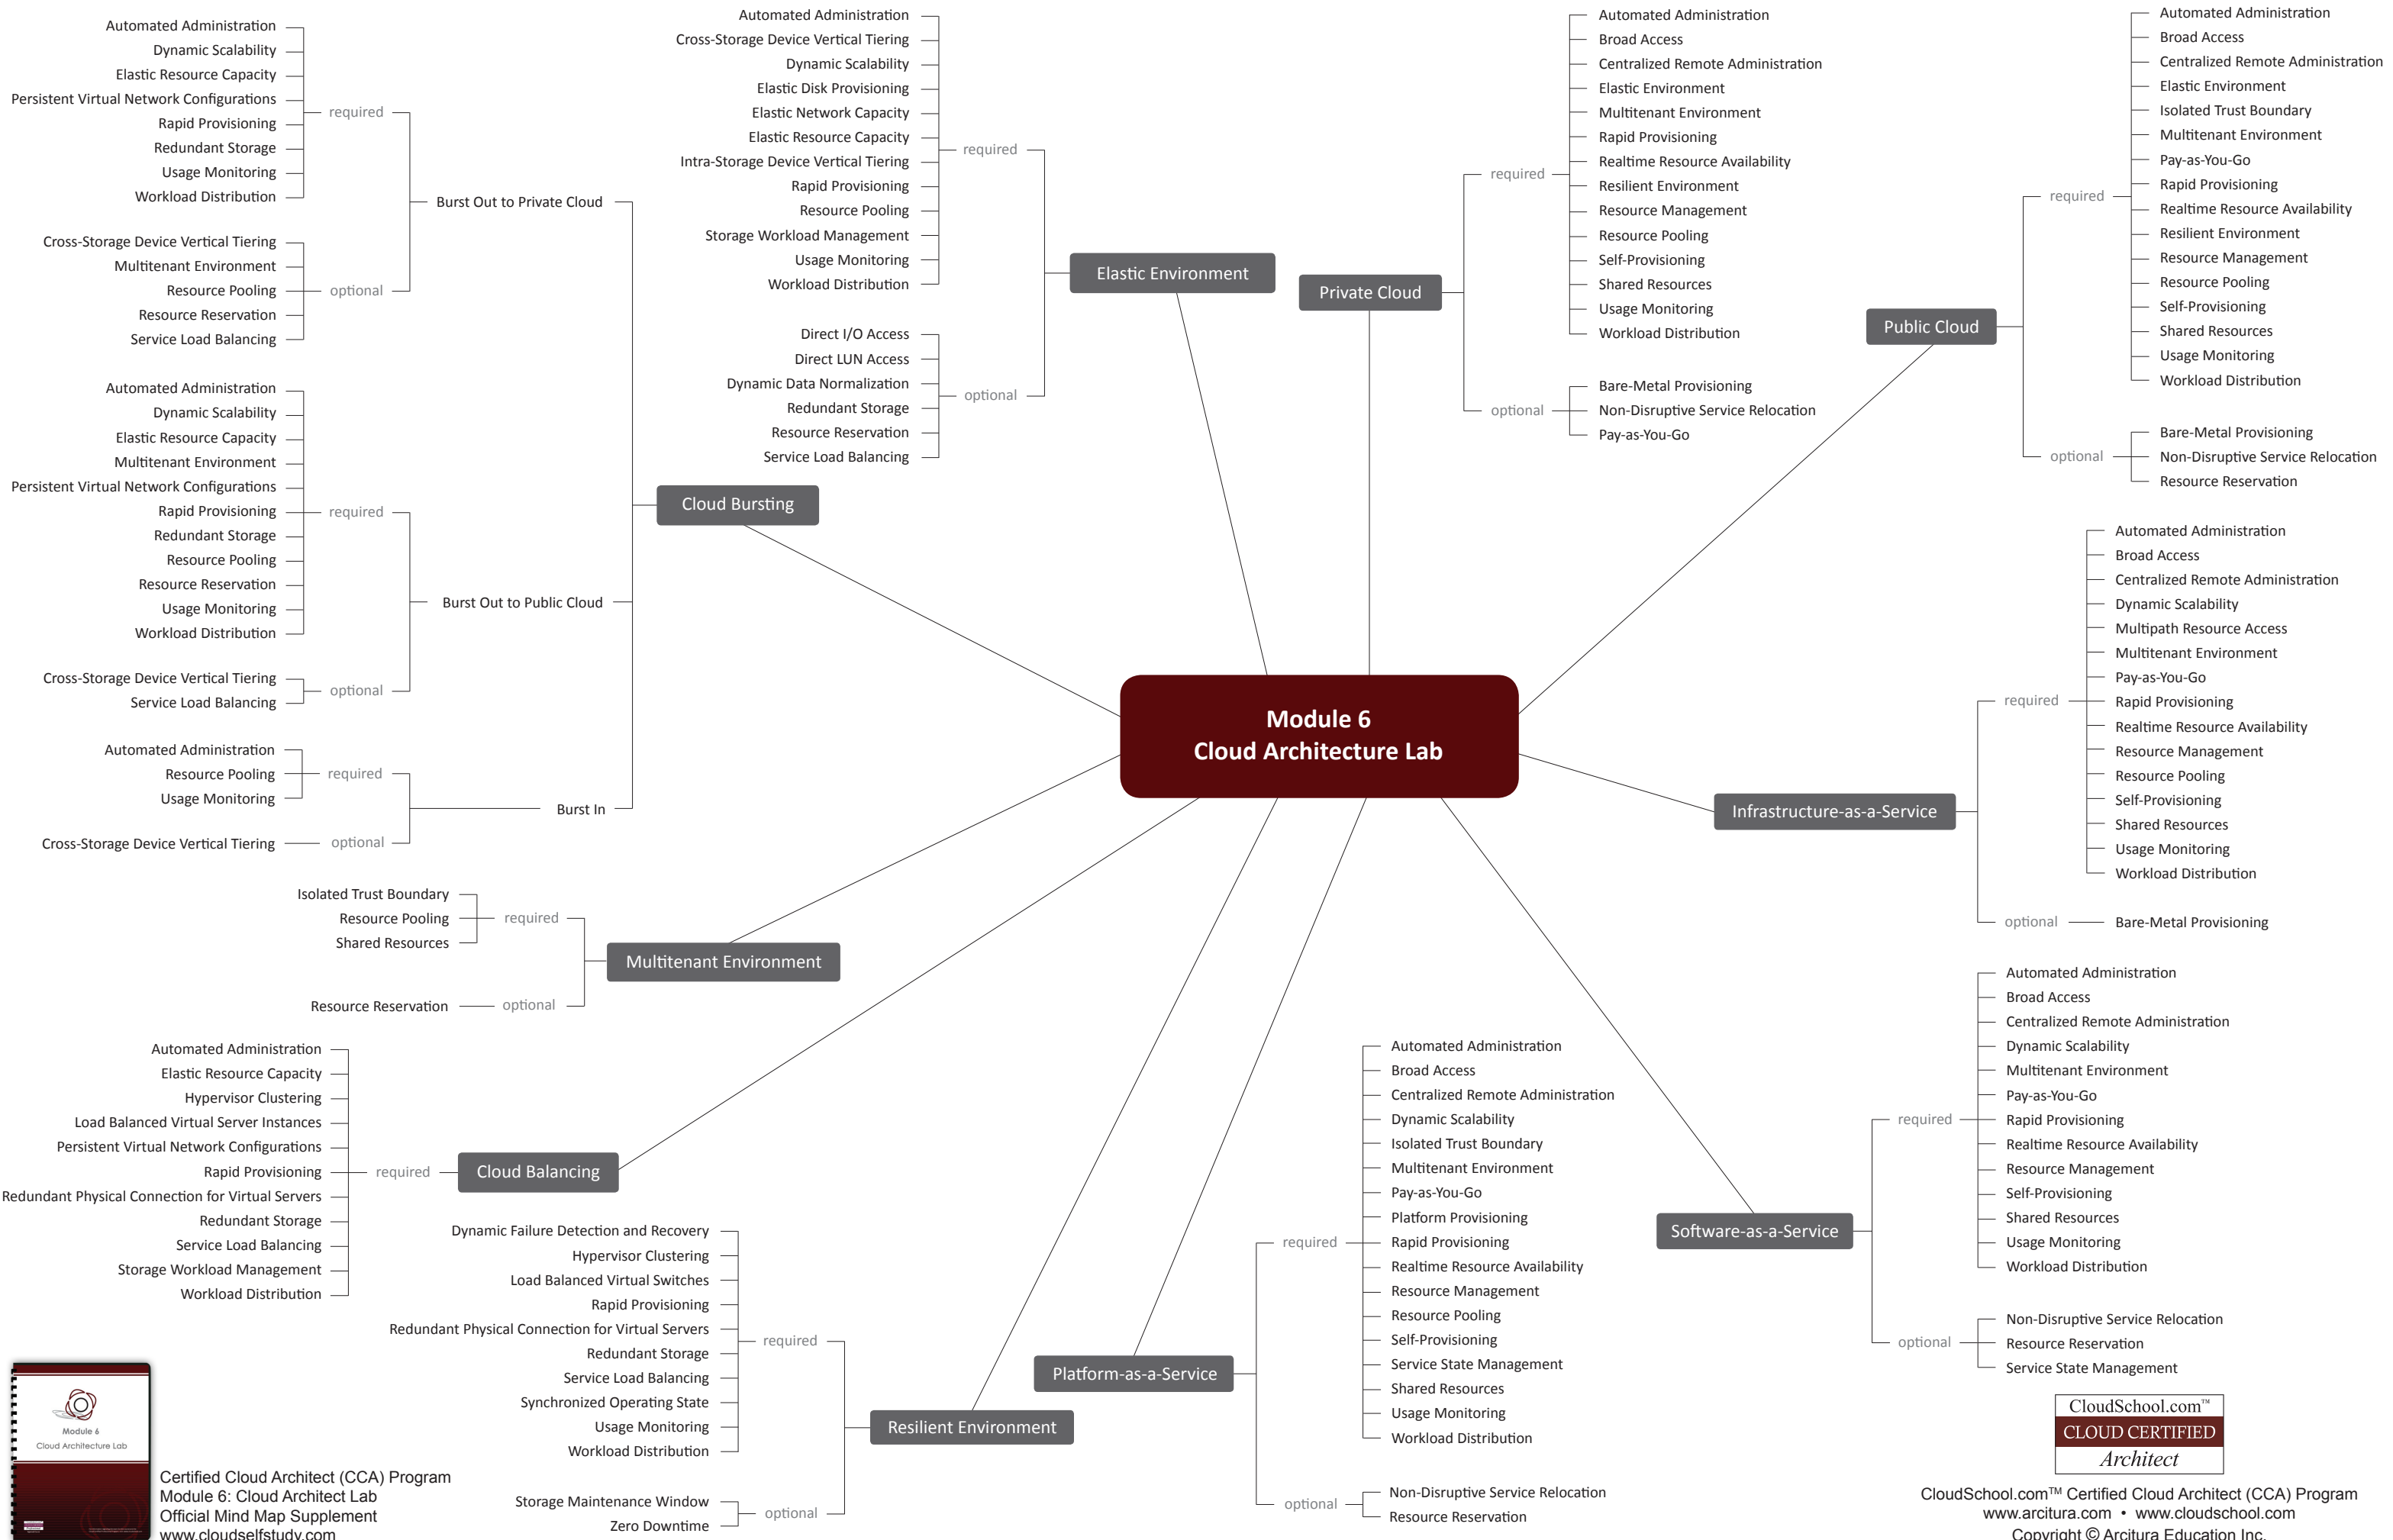 Automated Administration
Dynamic Scalability
Elastic Resource Capacity
Persistent Virtual Network Configurations
Rapid Provisioning
Redundant Storage
Usage Monitoring
Workload Distribution
required
Cross-Storage Device Vertical Tiering
Multitenant Environment
Resource Pooling
Resource Reservation
Service Load Balancing
optional
Burst Out to Private Cloud
Automated Administration
Dynamic Scalability
Elastic Resource Capacity
Multitenant Environment
Persistent Virtual Network Configurations
Rapid Provisioning
Redundant Storage
Resource Pooling
Resource Reservation
Usage Monitoring
Workload Distribution
required
Cross-Storage Device Vertical Tiering
Service Load Balancing
optional
Burst Out to Public Cloud
Automated Administration
Resource Pooling
Usage Monitoring
required
Cross-Storage Device Vertical Tiering
optional
Burst In
Cloud Bursting
Automated Administration
Cross-Storage Device Vertical Tiering
Dynamic Scalability
Elastic Disk Provisioning
Elastic Network Capacity
Elastic Resource Capacity
Intra-Storage Device Vertical Tiering
Rapid Provisioning
Resource Pooling
Storage Workload Management
Usage Monitoring
Workload Distribution
required
Direct I/O Access
Direct LUN Access
Dynamic Data Normalization
Redundant Storage
Resource Reservation
Service Load Balancing
optional
Elastic Environment
Private Cloud
required
Automated Administration
Broad Access
Centralized Remote Administration
Elastic Environment
Multitenant Environment
Rapid Provisioning
Realtime Resource Availability
Resilient Environment
Resource Management
Resource Pooling
Self-Provisioning
Shared Resources
Usage Monitoring
Workload Distribution
optional
Bare-Metal Provisioning
Non-Disruptive Service Relocation
Pay-as-You-Go
Public Cloud
required
Automated Administration
Broad Access
Centralized Remote Administration
Elastic Environment
Isolated Trust Boundary
Multitenant Environment
Pay-as-You-Go
Rapid Provisioning
Realtime Resource Availability
Resilient Environment
Resource Management
Resource Pooling
Self-Provisioning
Shared Resources
Usage Monitoring
Workload Distribution
optional
Bare-Metal Provisioning
Non-Disruptive Service Relocation
Resource Reservation
Module 6
Cloud Architecture Lab
Infrastructure-as-a-Service
required
Automated Administration
Broad Access
Centralized Remote Administration
Dynamic Scalability
Multipath Resource Access
Multitenant Environment
Pay-as-You-Go
Rapid Provisioning
Realtime Resource Availability
Resource Management
Resource Pooling
Self-Provisioning
Shared Resources
Usage Monitoring
Workload Distribution
optional
Bare-Metal Provisioning
Isolated Trust Boundary
Resource Pooling
Shared Resources
required
Resource Reservation
optional
Multitenant Environment
Automated Administration
Elastic Resource Capacity
Hypervisor Clustering
Load Balanced Virtual Server Instances
Persistent Virtual Network Configurations
Rapid Provisioning
Redundant Physical Connection for Virtual Servers
Redundant Storage
Service Load Balancing
Storage Workload Management
Workload Distribution
required
Cloud Balancing
Dynamic Failure Detection and Recovery
Hypervisor Clustering
Load Balanced Virtual Switches
Rapid Provisioning
Redundant Physical Connection for Virtual Servers
Redundant Storage
Service Load Balancing
Synchronized Operating State
Usage Monitoring
Workload Distribution
required
Storage Maintenance Window
Zero Downtime
optional
Resilient Environment
Platform-as-a-Service
required
Automated Administration
Broad Access
Centralized Remote Administration
Dynamic Scalability
Isolated Trust Boundary
Multitenant Environment
Pay-as-You-Go
Platform Provisioning
Rapid Provisioning
Realtime Resource Availability
Resource Management
Resource Pooling
Self-Provisioning
Service State Management
Shared Resources
Usage Monitoring
Workload Distribution
optional
Non-Disruptive Service Relocation
Resource Reservation
Software-as-a-Service
required
Automated Administration
Broad Access
Centralized Remote Administration
Dynamic Scalability
Multitenant Environment
Pay-as-You-Go
Rapid Provisioning
Realtime Resource Availability
Resource Management
Self-Provisioning
Shared Resources
Usage Monitoring
Workload Distribution
optional
Non-Disruptive Service Relocation
Resource Reservation
Service State Management
Module 6
Cloud Architecture Lab
Certified Cloud Architect (CCA) Program
Module 6: Cloud Architect Lab
Official Mind Map Supplement
www.cloudselfstudy.com
CloudSchool.com™
CLOUD CERTIFIED
Architect
CloudSchool.com™ Certified Cloud Architect (CCA) Program
www.arcitura.com • www.cloudschool.com
Copyright © Arcitura Education Inc.